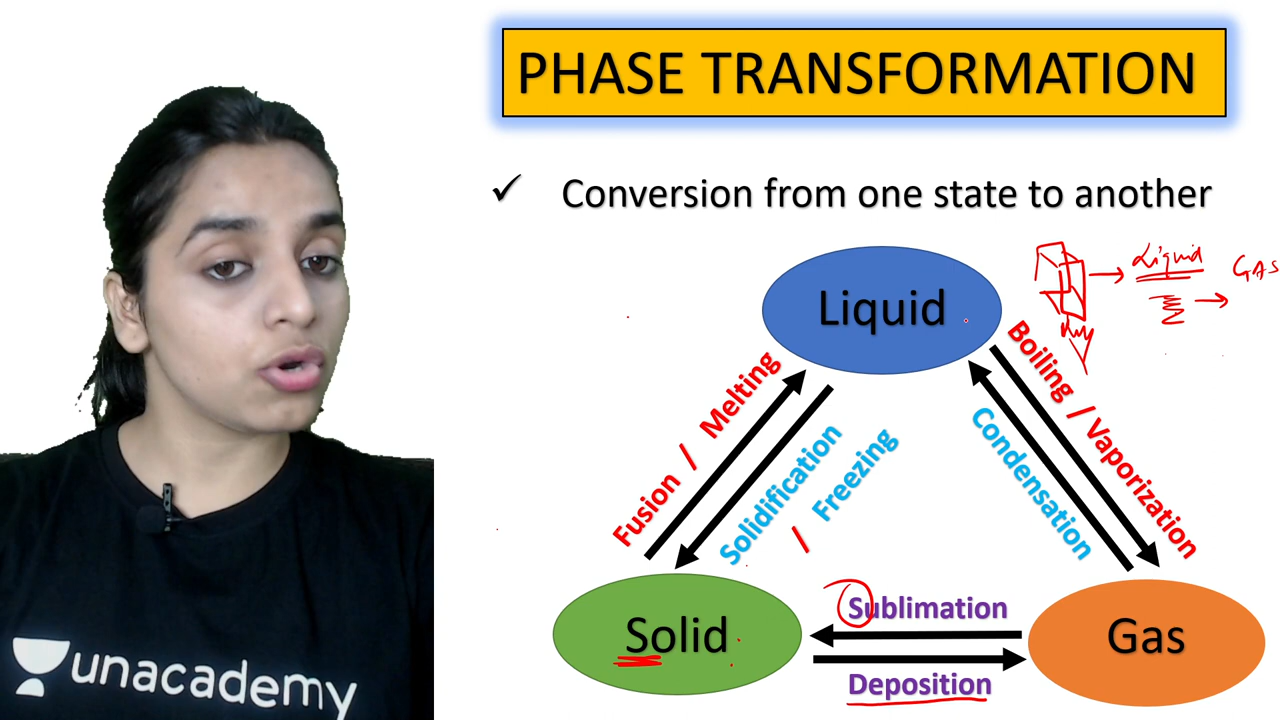 PHASE TRANSFORMATION
✓ Conversion from one state to another
Liquid
GAS
Liquid
Boiling / Vaporization
Fusion / Melting
Condensation
Solidification
/ Freezing
Sublimation
Solid
Gas
Deposition
unacademy